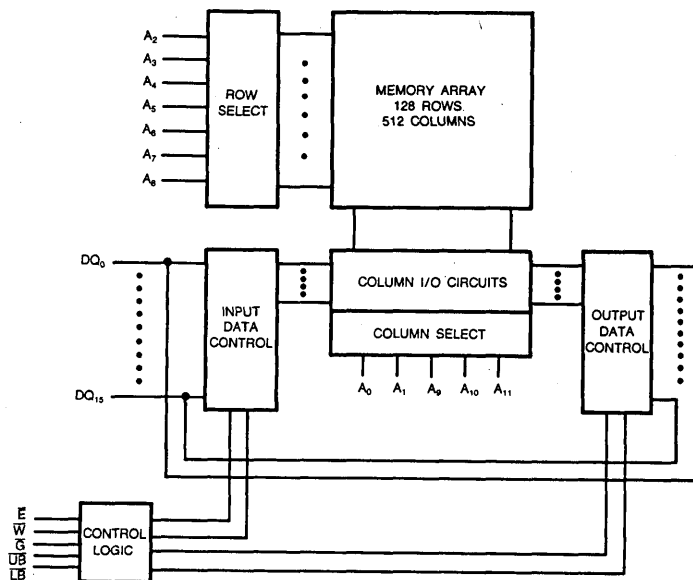 A2
A3
A4
A5
A6
A7
A8
ROW
SELECT
MEMORY ARRAY
128 ROWS
512 COLUMNS
DQ0
DQ15
INPUT
DATA
CONTROL
COLUMN I/O CIRCUITS
COLUMN SELECT
A0
A1
A9
A10
A11
OUTPUT
DATA
CONTROL
E̅
W̅
G̅
U̅B̅
L̅B̅
CONTROL
LOGIC